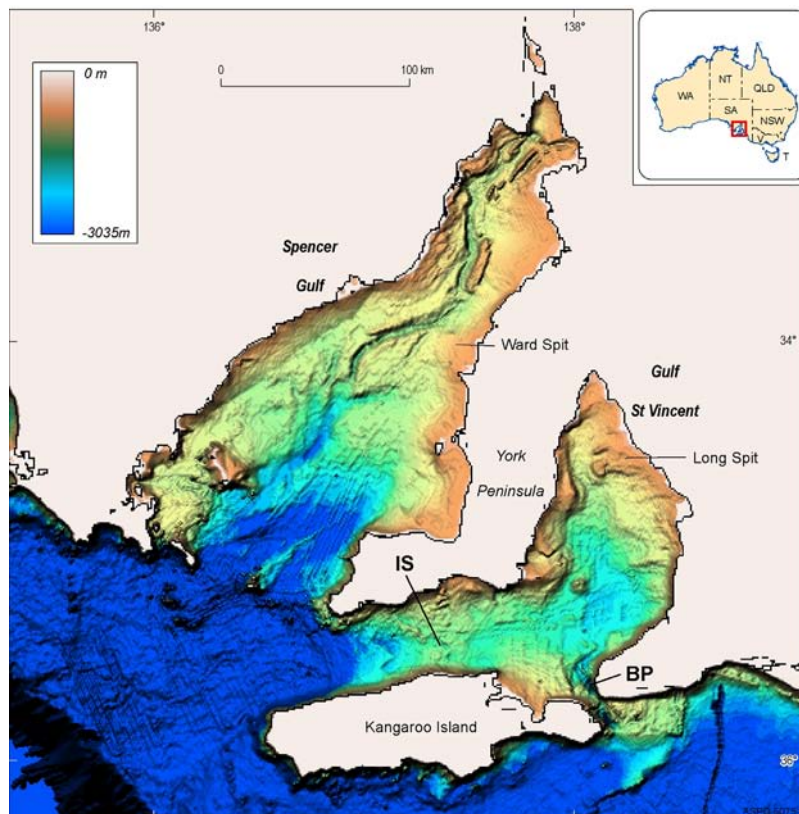 136°
138°
0 m
-3035m
0
100 km
WA
NT
QLD
SA
NSW
V
T
Spencer
Gulf
Ward Spit
34°
Gulf
St Vincent
Long Spit
York
Peninsula
IS
BP
Kangaroo Island
36°